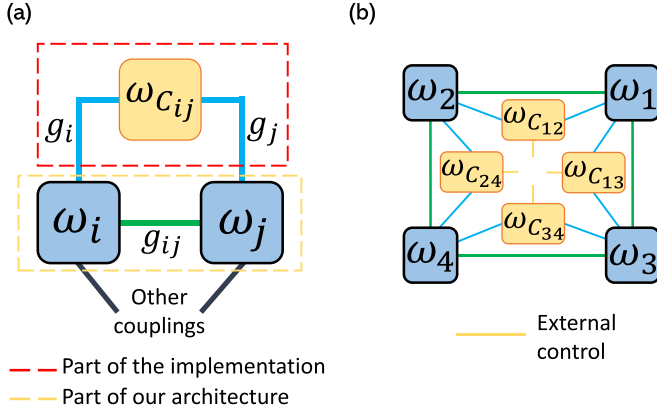 (a)
ω_{C_{ij}}
g_i
g_j
ω_i
ω_j
g_{ij}
Other
couplings
Part of the implementation
Part of our architecture
(b)
ω_2
ω_1
ω_{C_{12}}
ω_{C_{24}}
ω_{C_{13}}
ω_{C_{34}}
ω_4
ω_3
External
control